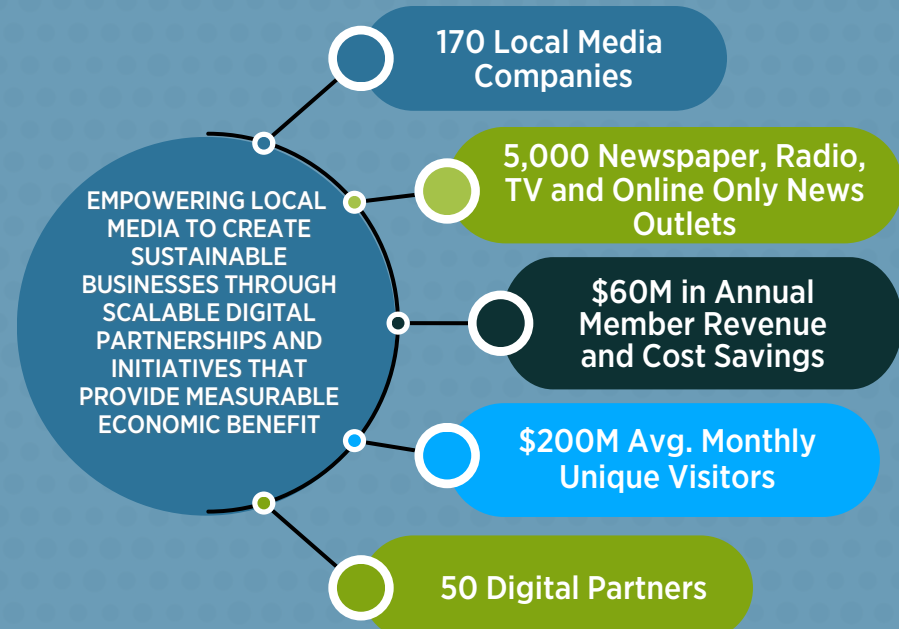 170 Local Media
Companies
5,000 Newspaper, Radio,
TV and Online Only News
Outlets
EMPOWERING LOCAL
MEDIA TO CREATE
SUSTAINABLE
BUSINESSES THROUGH
SCALABLE DIGITAL
PARTNERSHIPS AND
INITIATIVES THAT
PROVIDE MEASURABLE
ECONOMIC BENEFIT
$60M in Annual
Member Revenue
and Cost Savings
$200M Avg. Monthly
Unique Visitors
50 Digital Partners